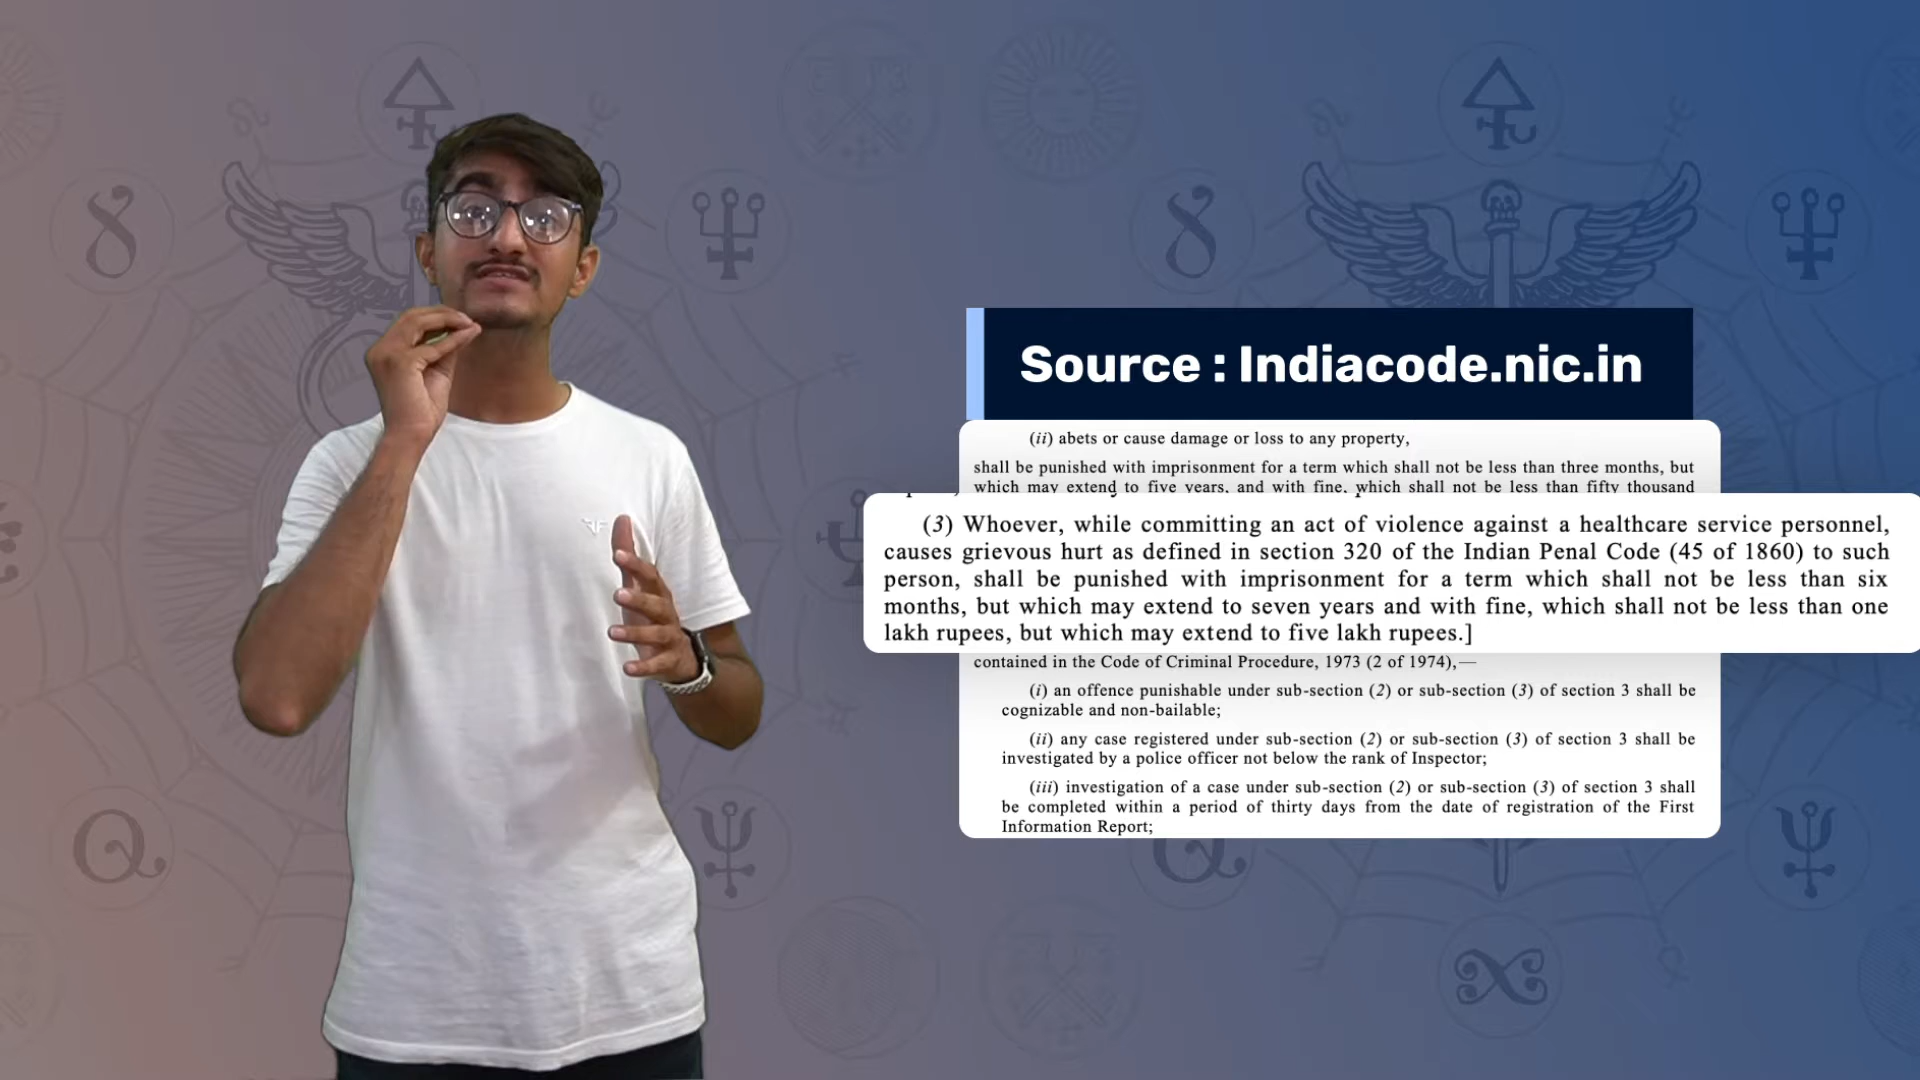 Source : Indiacode.nic.in
(ii) abets or cause damage or loss to any property,
shall be punished with imprisonment for a term which shall not be less than three months, but
which may extend to five years, and with fine, which shall not be less than fifty thousand
(3) Whoever, while committing an act of violence against a healthcare service personnel,
causes grievous hurt as defined in section 320 of the Indian Penal Code (45 of 1860) to such
person, shall be punished with imprisonment for a term which shall not be less than six
months, but which may extend to seven years and with fine, which shall not be less than one
lakh rupees, but which may extend to five lakh rupees.]
contained in the Code of Criminal Procedure, 1973 (2 of 1974),—
(i) an offence punishable under sub-section (2) or sub-section (3) of section 3 shall be
cognizable and non-bailable;
(ii) any case registered under sub-section (2) or sub-section (3) of section 3 shall be
investigated by a police officer not below the rank of Inspector;
(iii) investigation of a case under sub-section (2) or sub-section (3) of section 3 shall
be completed within a period of thirty days from the date of registration of the First
Information Report;